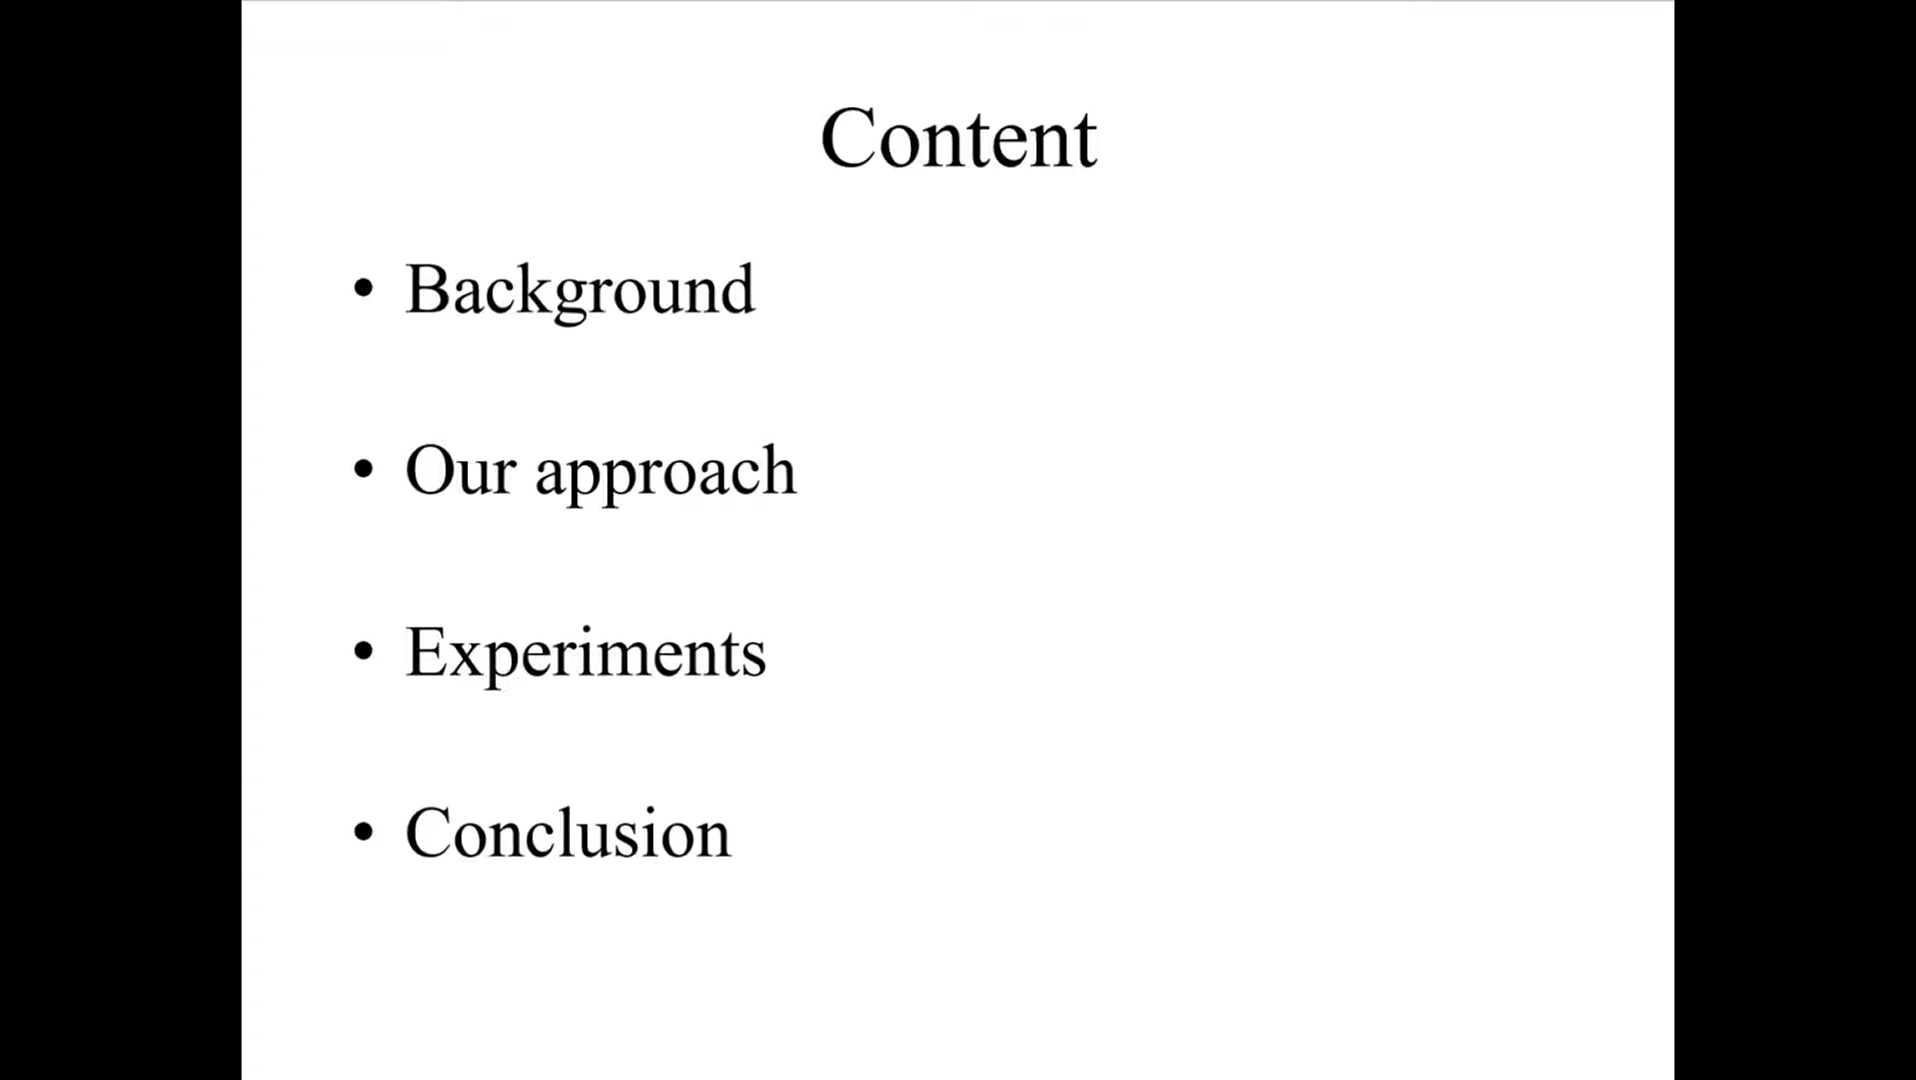 Content
• Background
• Our approach
• Experiments
• Conclusion